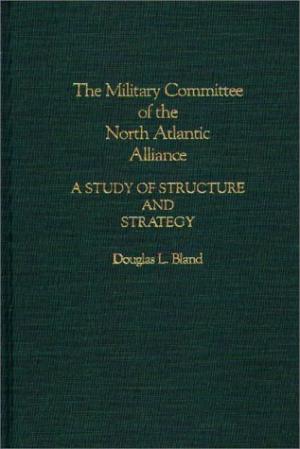 The Military Committee
of the
North Atlantic
Alliance
A STUDY OF STRUCTURE
AND
STRATEGY
Douglas L. Bland